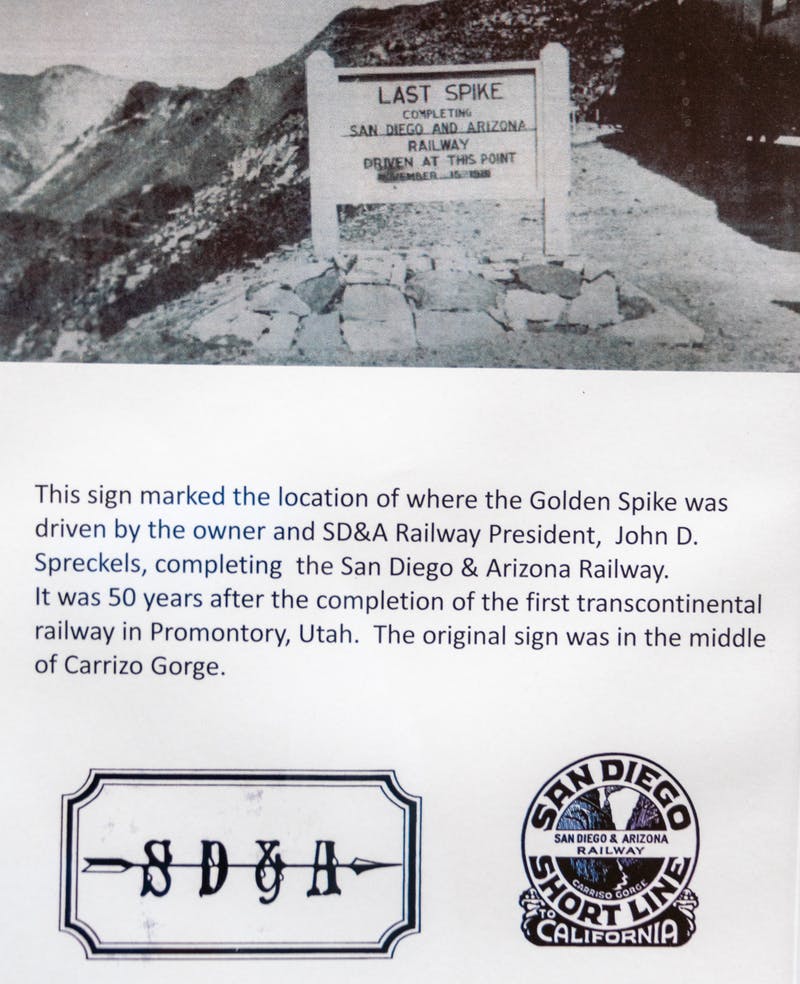 LAST SPIKE
COMPLETING
SAN DIEGO AND ARIZONA
RAILWAY
DRIVEN AT THIS POINT
NOVEMBER 15, 1919
This sign marked the location of where the Golden Spike was
driven by the owner and SD&A Railway President, John D.
Spreckels, completing the San Diego & Arizona Railway.
It was 50 years after the completion of the first transcontinental
railway in Promontory, Utah. The original sign was in the middle
of Carrizo Gorge.
SD&A
SAN DIEGO
SAN DIEGO & ARIZONA
RAILWAY
CARRISO GORGE
SHORT LINE
TO
CALIFORNIA